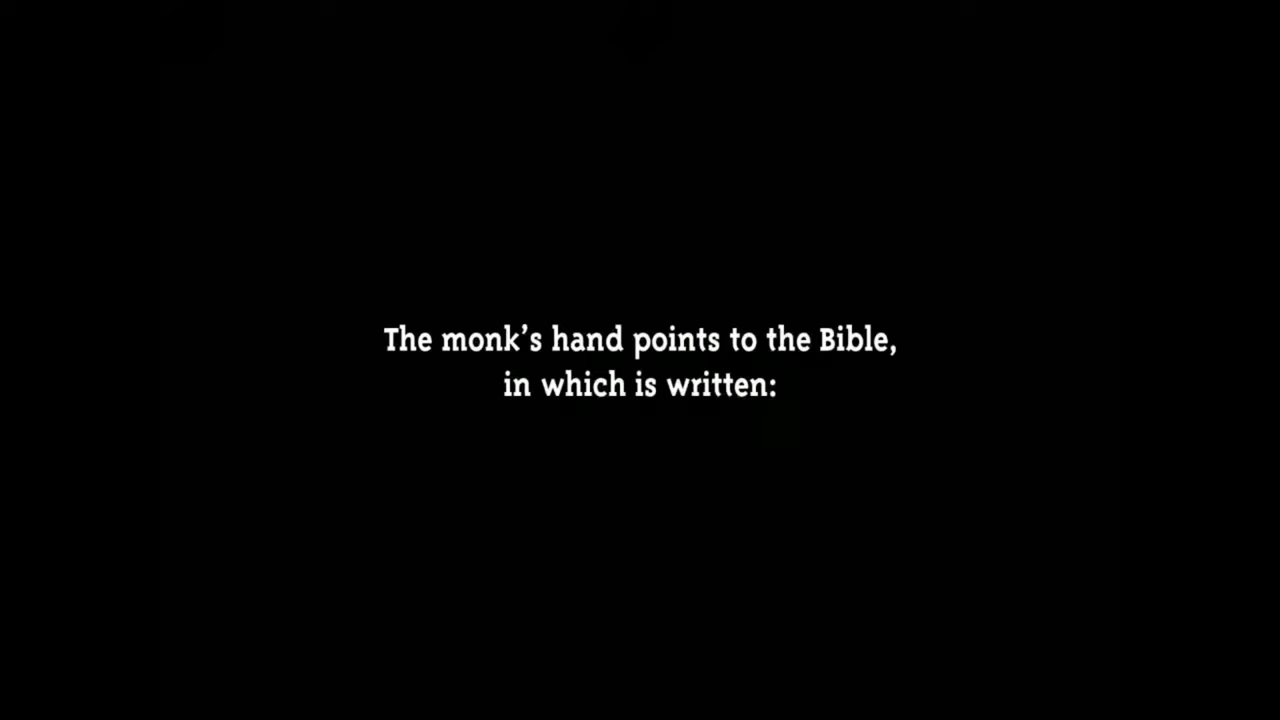 The monk’s hand points to the Bible,
in which is written: